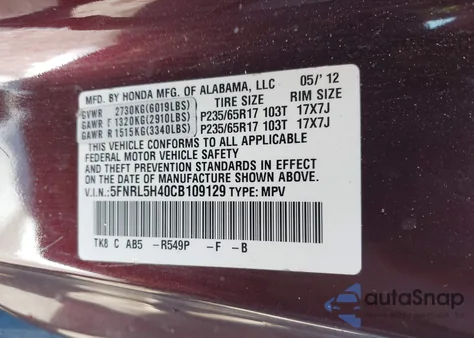 MFD. BY HONDA MFG. OF ALABAMA, LLC 05/'12
GVWR 2730KG(6019LBS) TIRE SIZE RIM SIZE
GAWR F 1320KG(2910LBS) P235/65R17 103T 17X7J
GAWR R 1515KG(3340LBS) P235/65R17 103T 17X7J
THIS VEHICLE CONFORMS TO ALL APPLICABLE
FEDERAL MOTOR VEHICLE SAFETY AND
THEFT PREVENTION STANDARDS IN EFFECT
ON THE DATE OF MANUFACTURE SHOWN ABOVE.
V.I.N.: 5FNRL5H40CB109129 TYPE: MPV
TK8 C AB5 -R549P -F -B
autoSnap